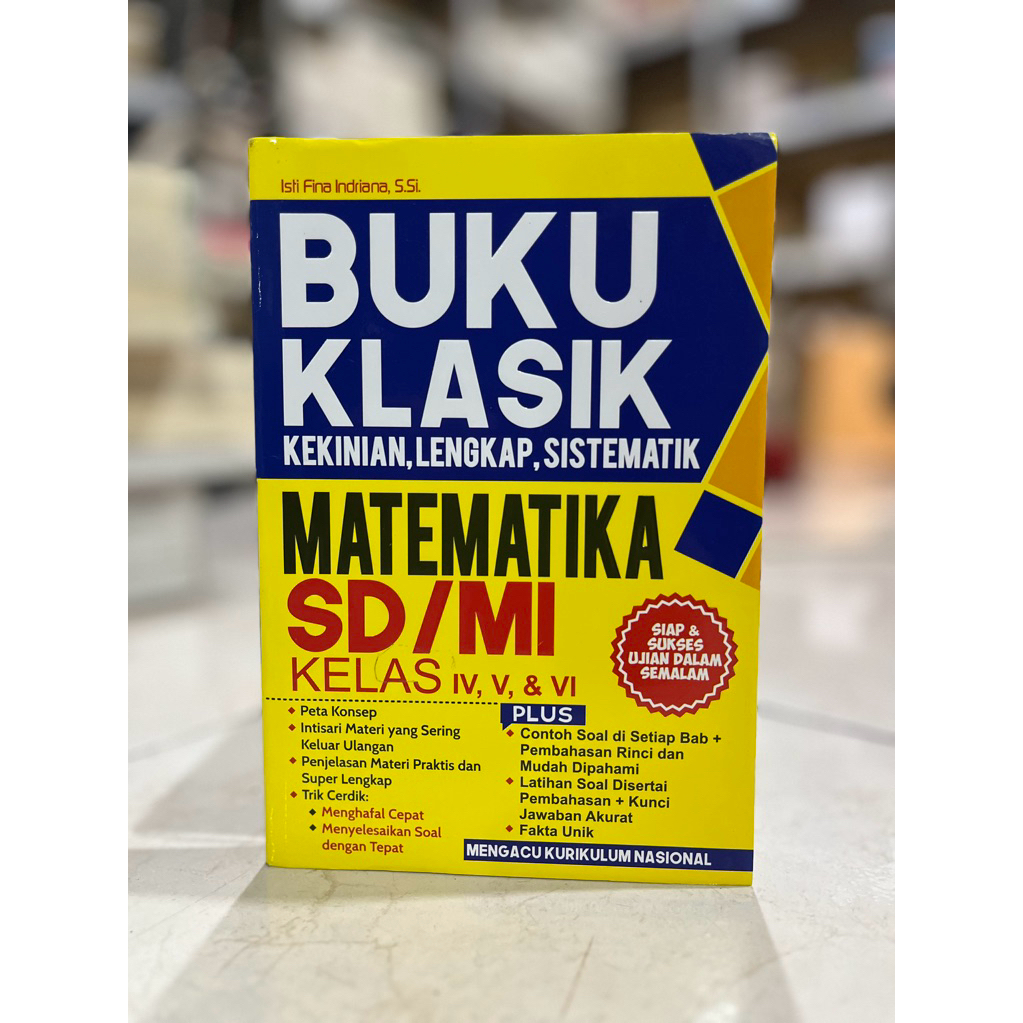 Isti Fina Indriana, S.Si.
BUKU
KLASIK
KEKINIAN, LENGKAP, SISTEMATIK
MATEMATIKA
SD/MI
KELAS IV, V, & VI
SIAP &
SUKSES
UJIAN DALAM
SEMALAM
Peta Konsep
Intisari Materi yang Sering
Keluar Ulangan
Penjelasan Materi Praktis dan
Super Lengkap
Trik Cerdik:
Menghafal Cepat
Menyelesaikan Soal
dengan Tepat
PLUS
Contoh Soal di Setiap Bab +
Pembahasan Rinci dan
Mudah Dipahami
Latihan Soal Disertai
Pembahasan + Kunci
Jawaban Akurat
Fakta Unik
MENGACU KURIKULUM NASIONAL